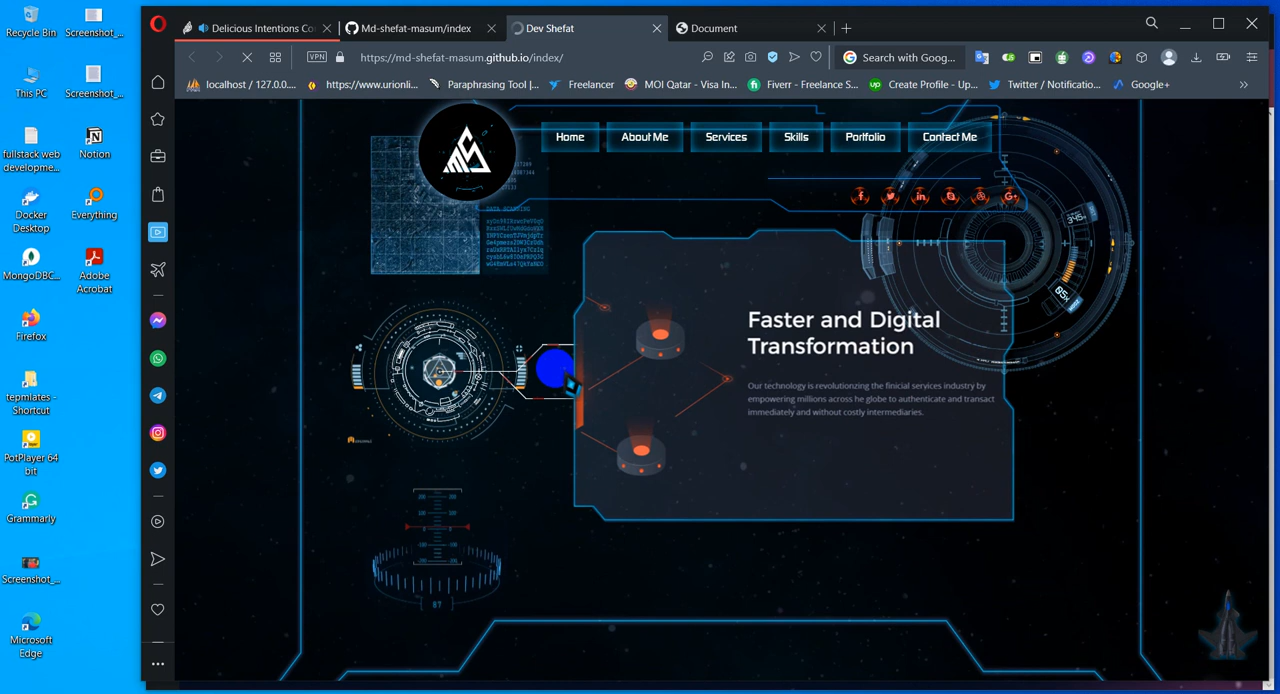 Recycle Bin
Screenshot_...
This PC
Screenshot_...
fullstack web
developme...
Notion
Docker
Desktop
Everything
MongoDBC...
Adobe
Acrobat
Firefox
tepmlates -
Shortcut
PotPlayer 64
bit
Grammarly
Screenshot_...
Microsoft
Edge
Delicious Intentions Co
Md-shefat-masum/index
Dev Shefat
Document
VPN
https://md-shefat-masum.github.io/index/
Search with Goog...
localhost / 127.0.0....
https://www.urionli...
Paraphrasing Tool |...
Freelancer
MOI Qatar - Visa In...
Fiverr - Freelance S...
Create Profile - Up...
Twitter / Notificatio...
Google+
Home
About Me
Services
Skills
Portfolio
Contact Me
345
05x
Faster and Digital
Transformation
Our technology is revolutionizing the finicial services industry by
empowering millions across he globe to authenticate and transact
immediately and without costly intermediaries.
87